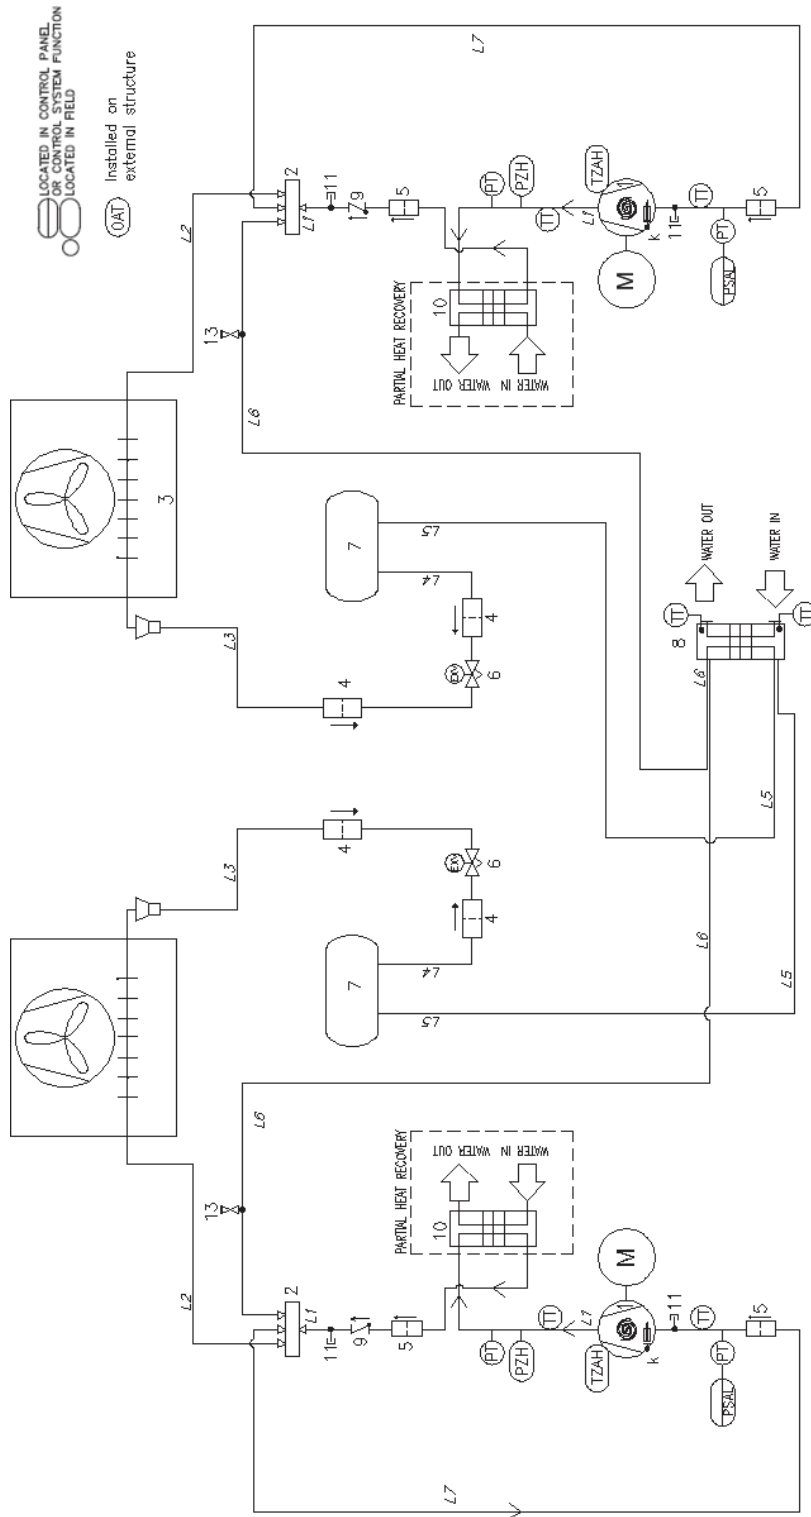 LOCATED IN CONTROL PANEL
OR CONTROL SYSTEM FUNCTION
LOCATED IN FIELD
OAT
Installed on
external structure
3
L2
L2
13
13
2
2
L6
L6
L1
L1
11
11
9
9
5
5
L3
L3
4
4
7
7
L4
L4
L5
L5
EXV
EXV
6
6
4
4
PARTIAL HEAT RECOVERY
10
WATER OUT
WATER IN
PARTIAL HEAT RECOVERY
10
WATER OUT
WATER IN
L7
L7
PT
PT
PZH
PZH
TT
TT
L1
L1
TZAH
TZAH
1
1
M
M
k
k
11
11
TT
TT
PT
PT
PSAL
PSAL
5
5
8
TT
TT
WATER OUT
WATER IN
L6
L6
L5
L5